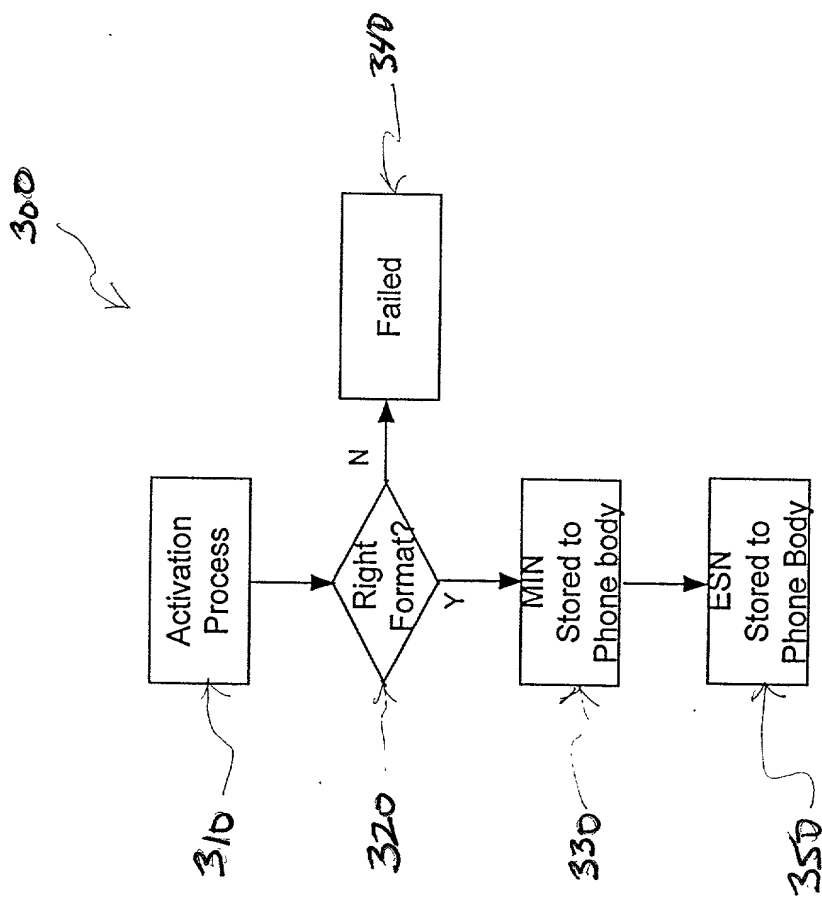 300
310
Activation
Process
320
Right
Format?
N
340
Failed
Y
330
MIN
Stored to
Phone body
350
ESN
Stored to
Phone Body